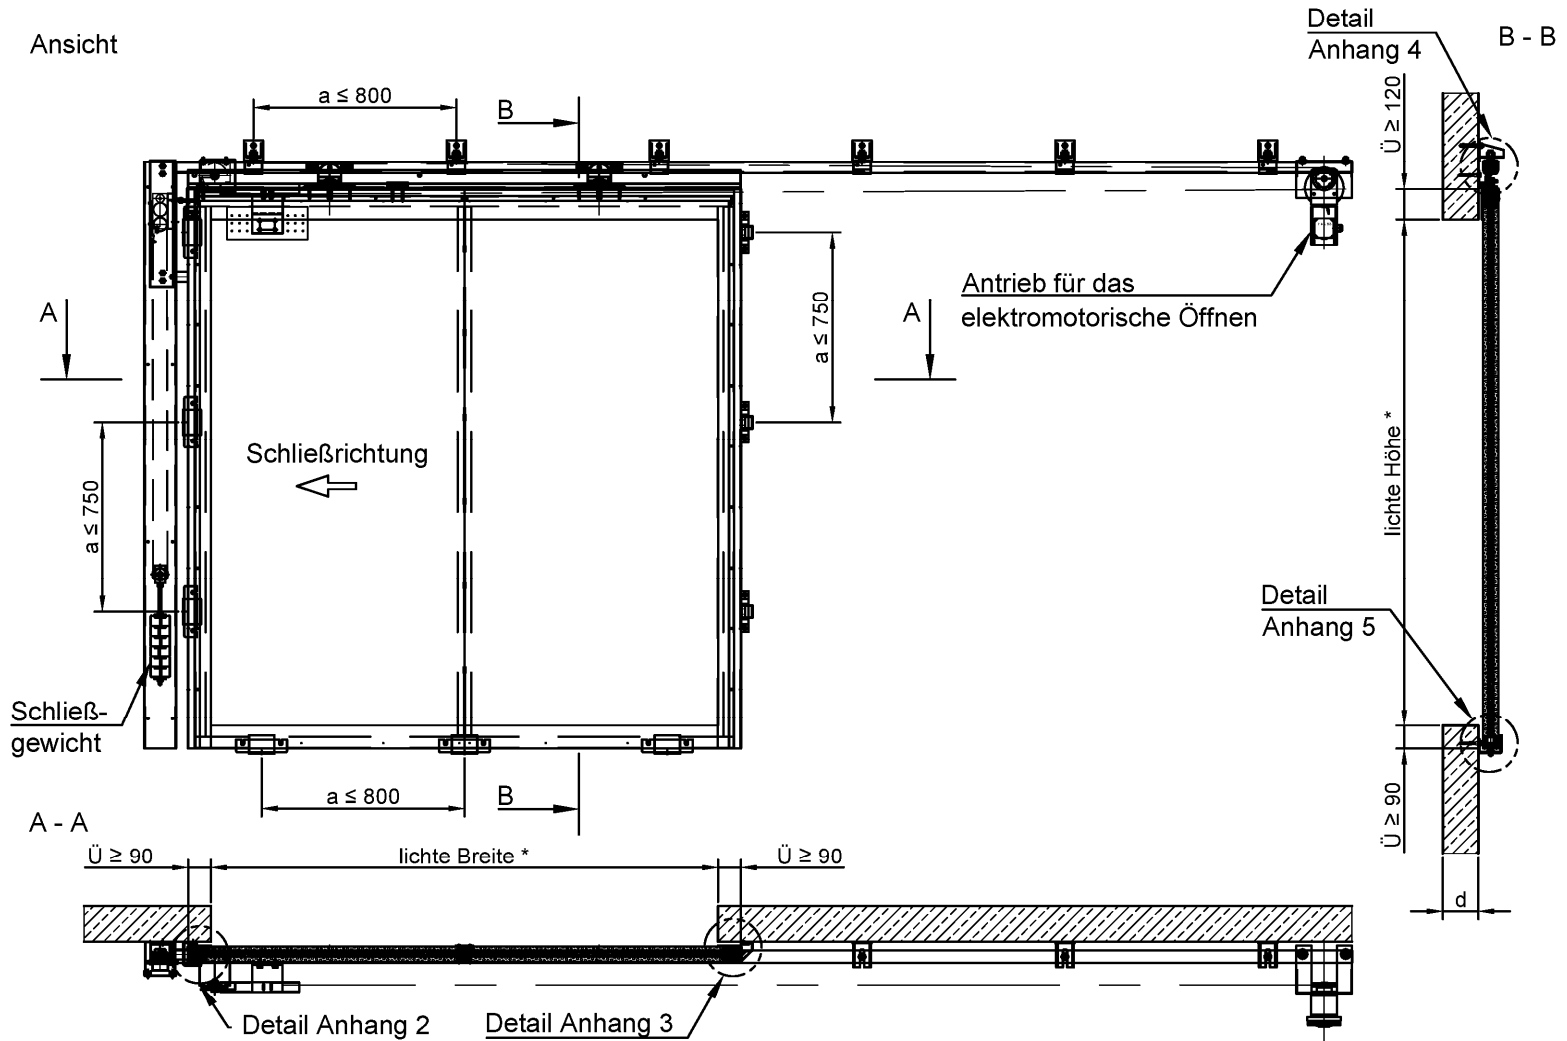 Ansicht
Detail
Anhang 4
B - B
a ≤ 800
B
Ü ≥ 120
Antrieb für das
elektromotorische Öffnen
A
A
a ≤ 750
lichte Höhe *
Schließrichtung
a ≤ 750
Detail
Anhang 5
Schließ-
gewicht
a ≤ 800
B
Ü ≥ 90
A - A
Ü ≥ 90
lichte Breite *
Ü ≥ 90
d
Detail Anhang 2
Detail Anhang 3